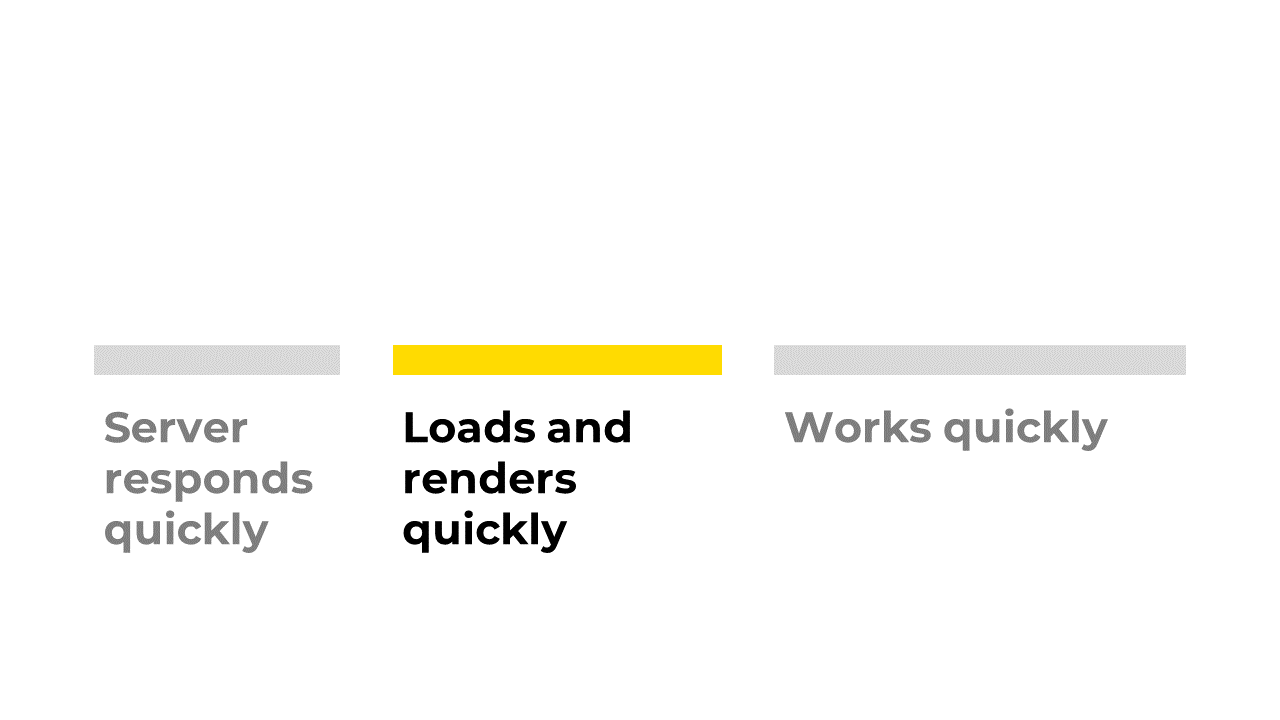 Server
responds
quickly
Loads and
renders
quickly
Works quickly